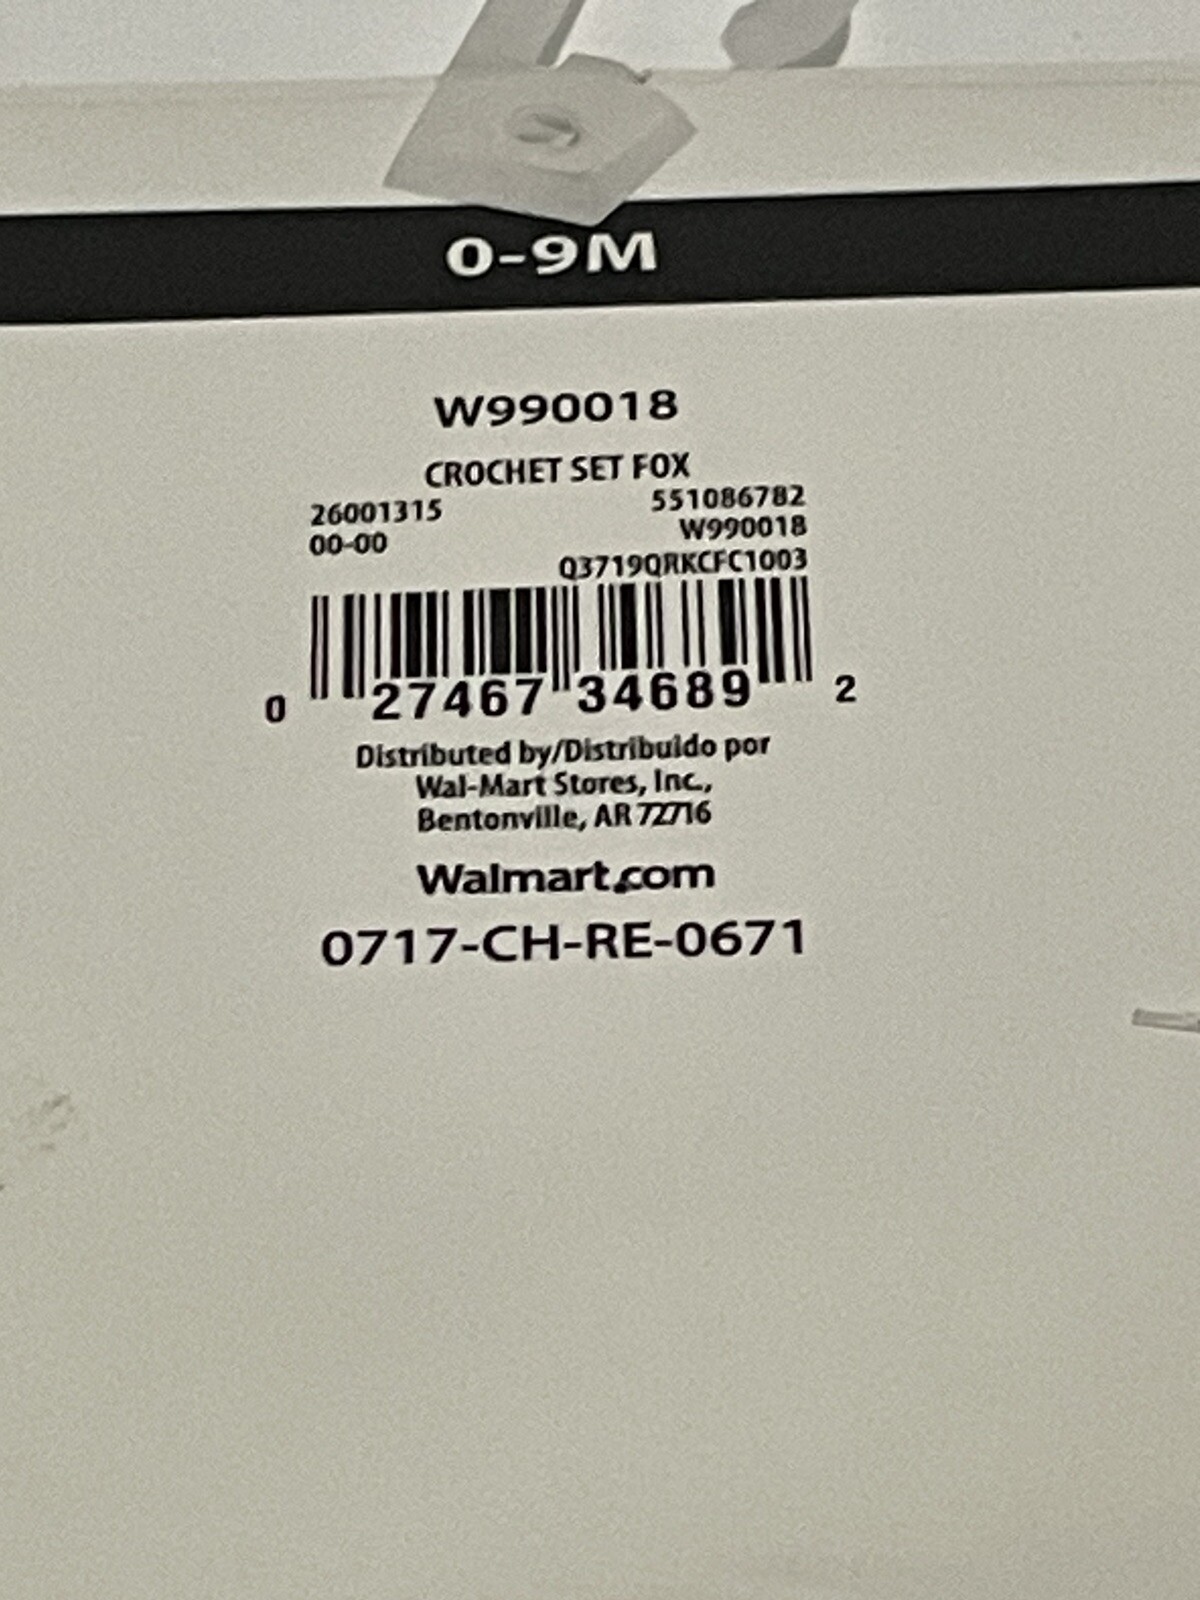 0-9M
W990018
CROCHET SET FOX
26001315 551086782
00-00 W990018
Q3719QRKCFC1003
0 27467 34689 2
Distributed by/Distribuido por
Wal-Mart Stores, Inc.,
Bentonville, AR 72716
Walmart.com
0717-CH-RE-0671